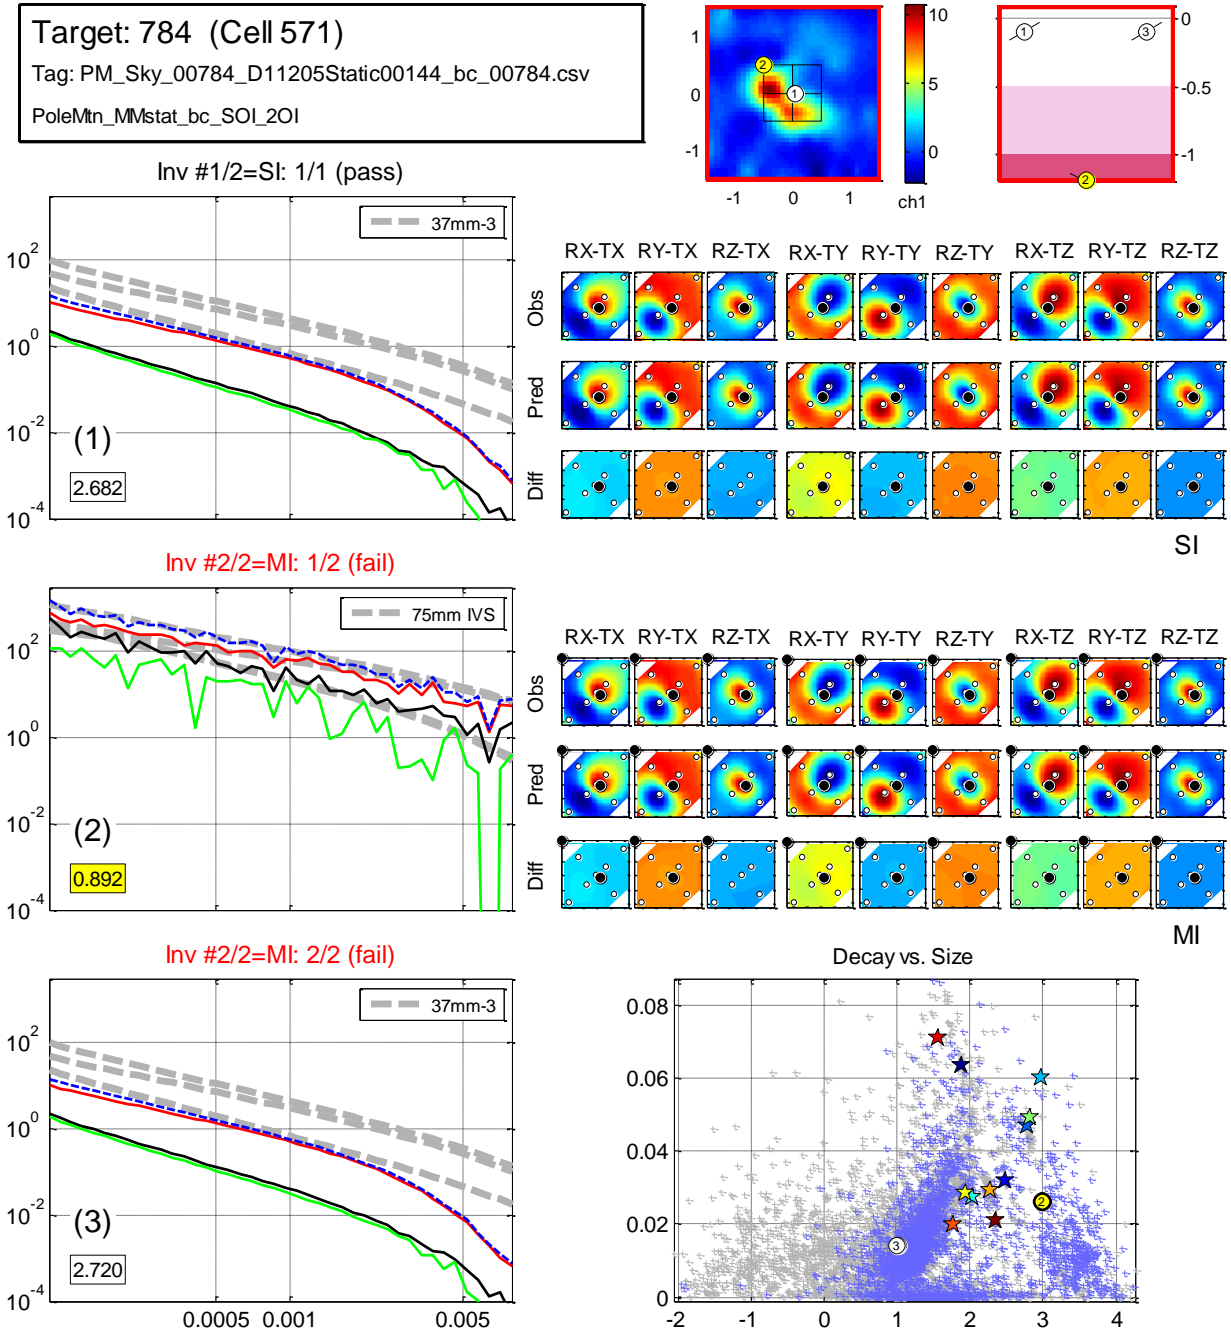 Target: 784 (Cell 571)
Tag: PM_Sky_00784_D11205Static00144_bc_00784.csv
PoleMtn_MMstat_bc_SOI_2OI
1
0
-1
-1 0 1
2
1
10
5
0
ch1
0
-0.5
-1
1
3
2
Inv #1/2=SI: 1/1 (pass)
37mm-3
10^2
10^0
10^-2
10^-4
(1)
2.682
RX-TX RY-TX RZ-TX RX-TY RY-TY RZ-TY RX-TZ RY-TZ RZ-TZ
Obs
Pred
Diff
SI
Inv #2/2=MI: 1/2 (fail)
75mm IVS
10^2
10^0
10^-2
10^-4
(2)
0.892
RX-TX RY-TX RZ-TX RX-TY RY-TY RZ-TY RX-TZ RY-TZ RZ-TZ
Obs
Pred
Diff
MI
Inv #2/2=MI: 2/2 (fail)
37mm-3
10^2
10^0
10^-2
10^-4
(3)
2.720
0.0005 0.001 0.005
Decay vs. Size
0.08
0.06
0.04
0.02
0
-2 -1 0 1 2 3 4
2
3